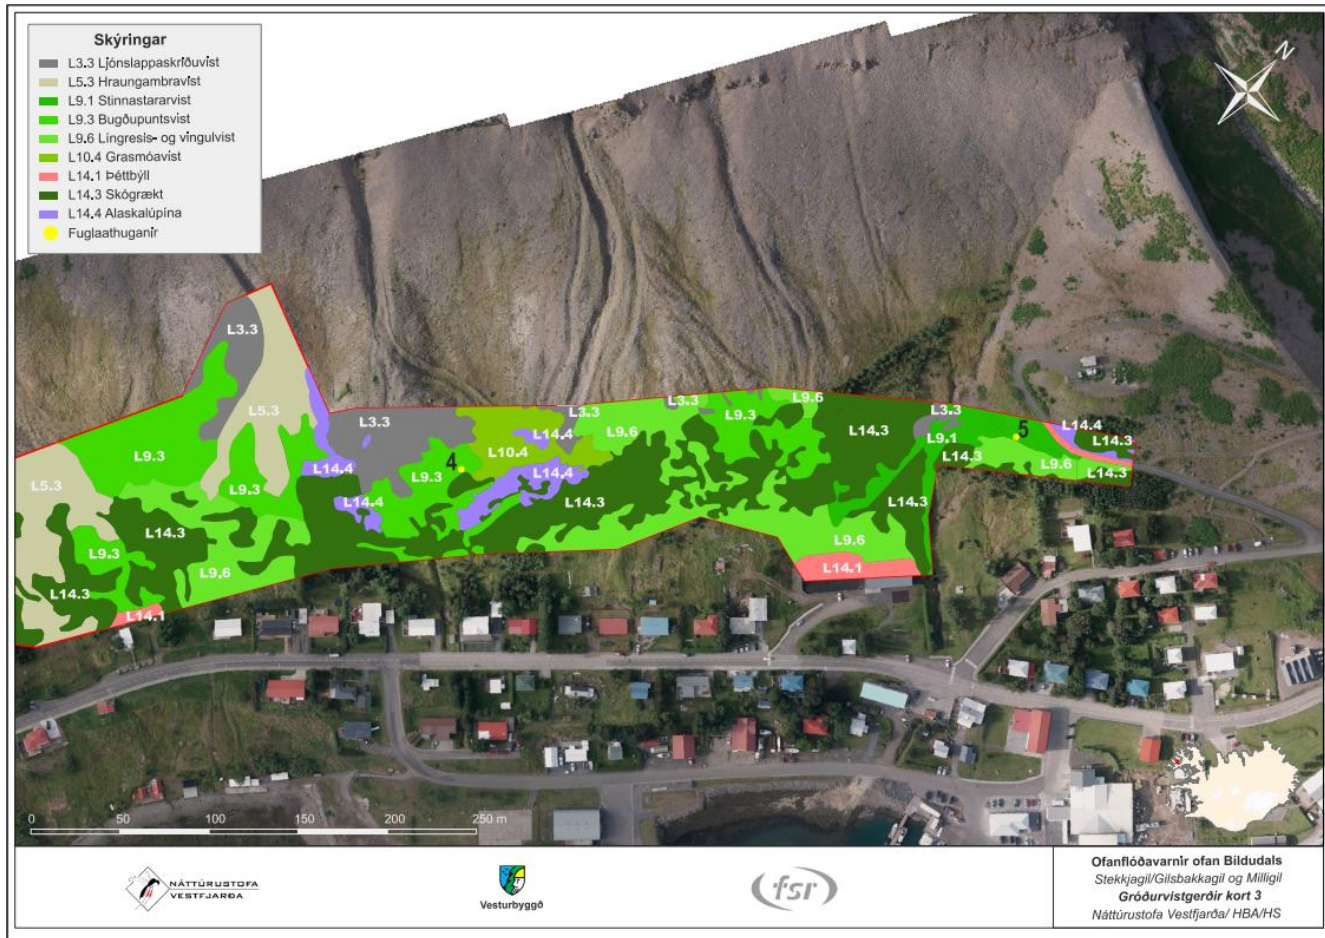 Skýringar
L3.3 Ljónslappaskriðuvist
L5.3 Hraungambravist
L9.1 Stinnastararvist
L9.3 Bugðupuntsvist
L9.6 Língresis- og vingulvist
L10.4 Grasmóavist
L14.1 Þéttbýli
L14.3 Skógrækt
L14.4 Alaskalúpína
Fuglaathuganir
N
L3.3
L5.3
L3.3
L3.3
L3.3
L9.3
L9.6
L3.3
L14.4
L9.6
L14.3
L9.1
5
L14.4
L14.3
L9.3
L14.4
L9.3
4
L10.4
L14.4
L14.3
L9.6
L14.3
L5.3
L9.3
L14.4
L14.3
L14.3
L14.3
L9.3
L9.6
L9.6
L14.3
L14.1
L14.1
0 50 100 150 200 250 m
NÁTTÚRUSTOFA
VESTFJARÐA
Vesturbyggð
fsr
Ofanflóðavarnir ofan Bíldudals
Stekkjagil/Gilsbakkagil og Milligil
Gróðurvistgerðir kort 3
Náttúrustofa Vestfjarða/ HBA/HS